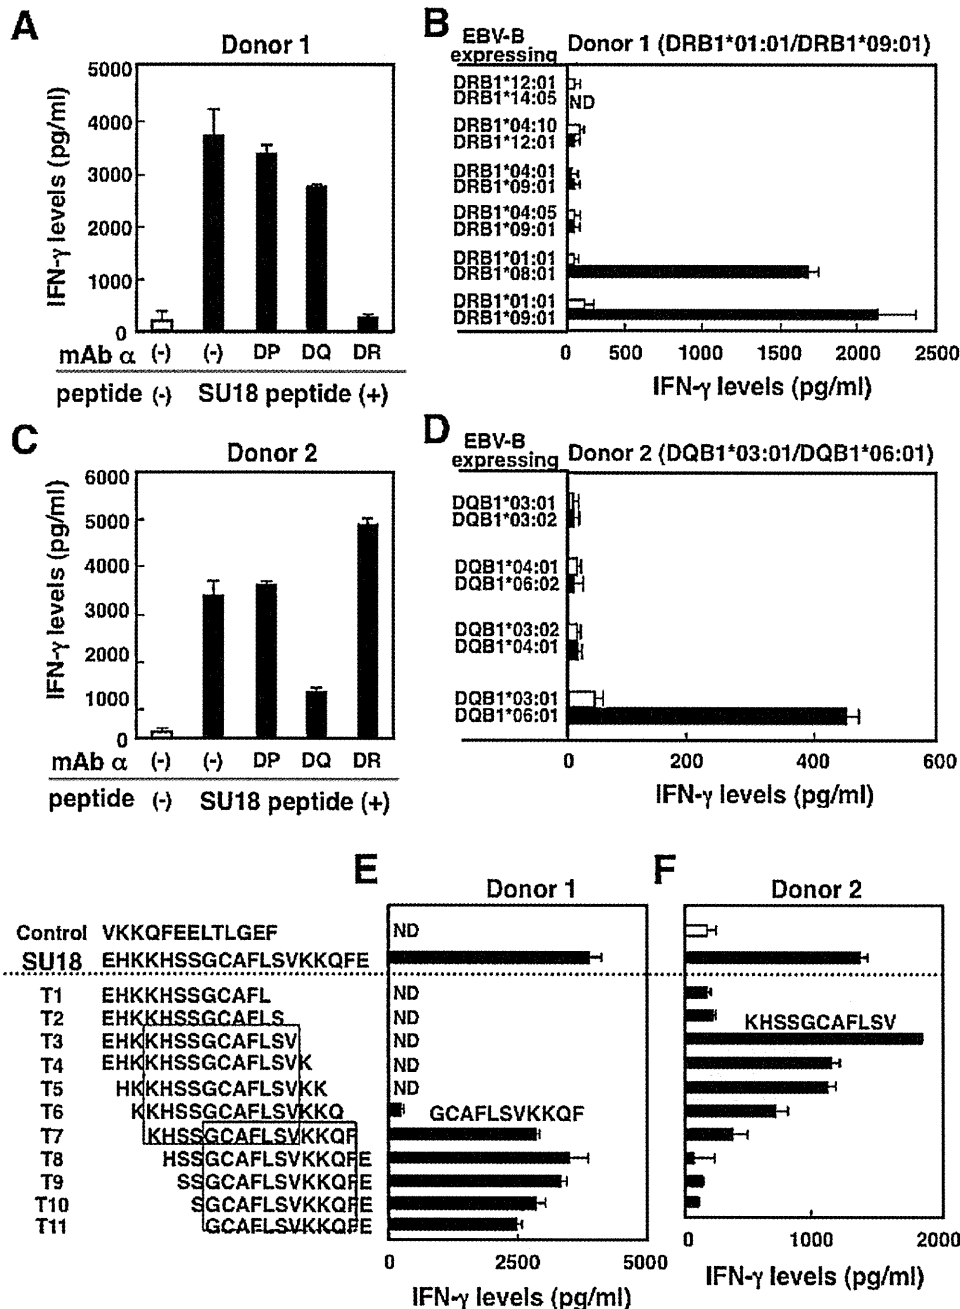 A
Donor 1
IFN-γ levels (pg/ml)
5000
4000
3000
2000
1000
0
mAb α (-) (-) DP DQ DR
peptide (-) SU18 peptide (+)
B
EBV-B expressing
Donor 1 (DRB1*01:01/DRB1*09:01)
DRB1*12:01
DRB1*14:05 ND
DRB1*04:10
DRB1*12:01
DRB1*04:01
DRB1*09:01
DRB1*04:05
DRB1*09:01
DRB1*01:01
DRB1*08:01
DRB1*01:01
DRB1*09:01
0 500 1000 1500 2000 2500
IFN-γ levels (pg/ml)
C
Donor 2
IFN-γ levels (pg/ml)
6000
5000
4000
3000
2000
1000
0
mAb α (-) (-) DP DQ DR
peptide (-) SU18 peptide (+)
D
EBV-B expressing
Donor 2 (DQB1*03:01/DQB1*06:01)
DQB1*03:01
DQB1*03:02
DQB1*04:01
DQB1*06:02
DQB1*03:02
DQB1*04:01
DQB1*03:01
DQB1*06:01
0 200 400 600
IFN-γ levels (pg/ml)
E
Donor 1
F
Donor 2
Control VKKQFEELTLGEF ND
SU18 EHKKHSSGCAFLSVKKQFE
T1 EHKKHSSGCAFL ND
T2 EHKKHSSGCAFLS ND KHSSGCAFLSV
T3 EHKKHSSGCAFLSV ND
T4 EHKKHSSGCAFLSVK ND
T5 HKKHSSGCAFLSVKK ND
T6 KKHSSGCAFLSVKKQ GCAFLSVKKQF
T7 KHSSGCAFLSVKKQF
T8 HSSGCAFLSVKKQFE
T9 SSGCAFLSVKKQFE
T10 SGCAFLSVKKQFE
T11 GCAFLSVKKQFE
0 2500 5000
IFN-γ levels (pg/ml)
0 1000 2000
IFN-γ levels (pg/ml)